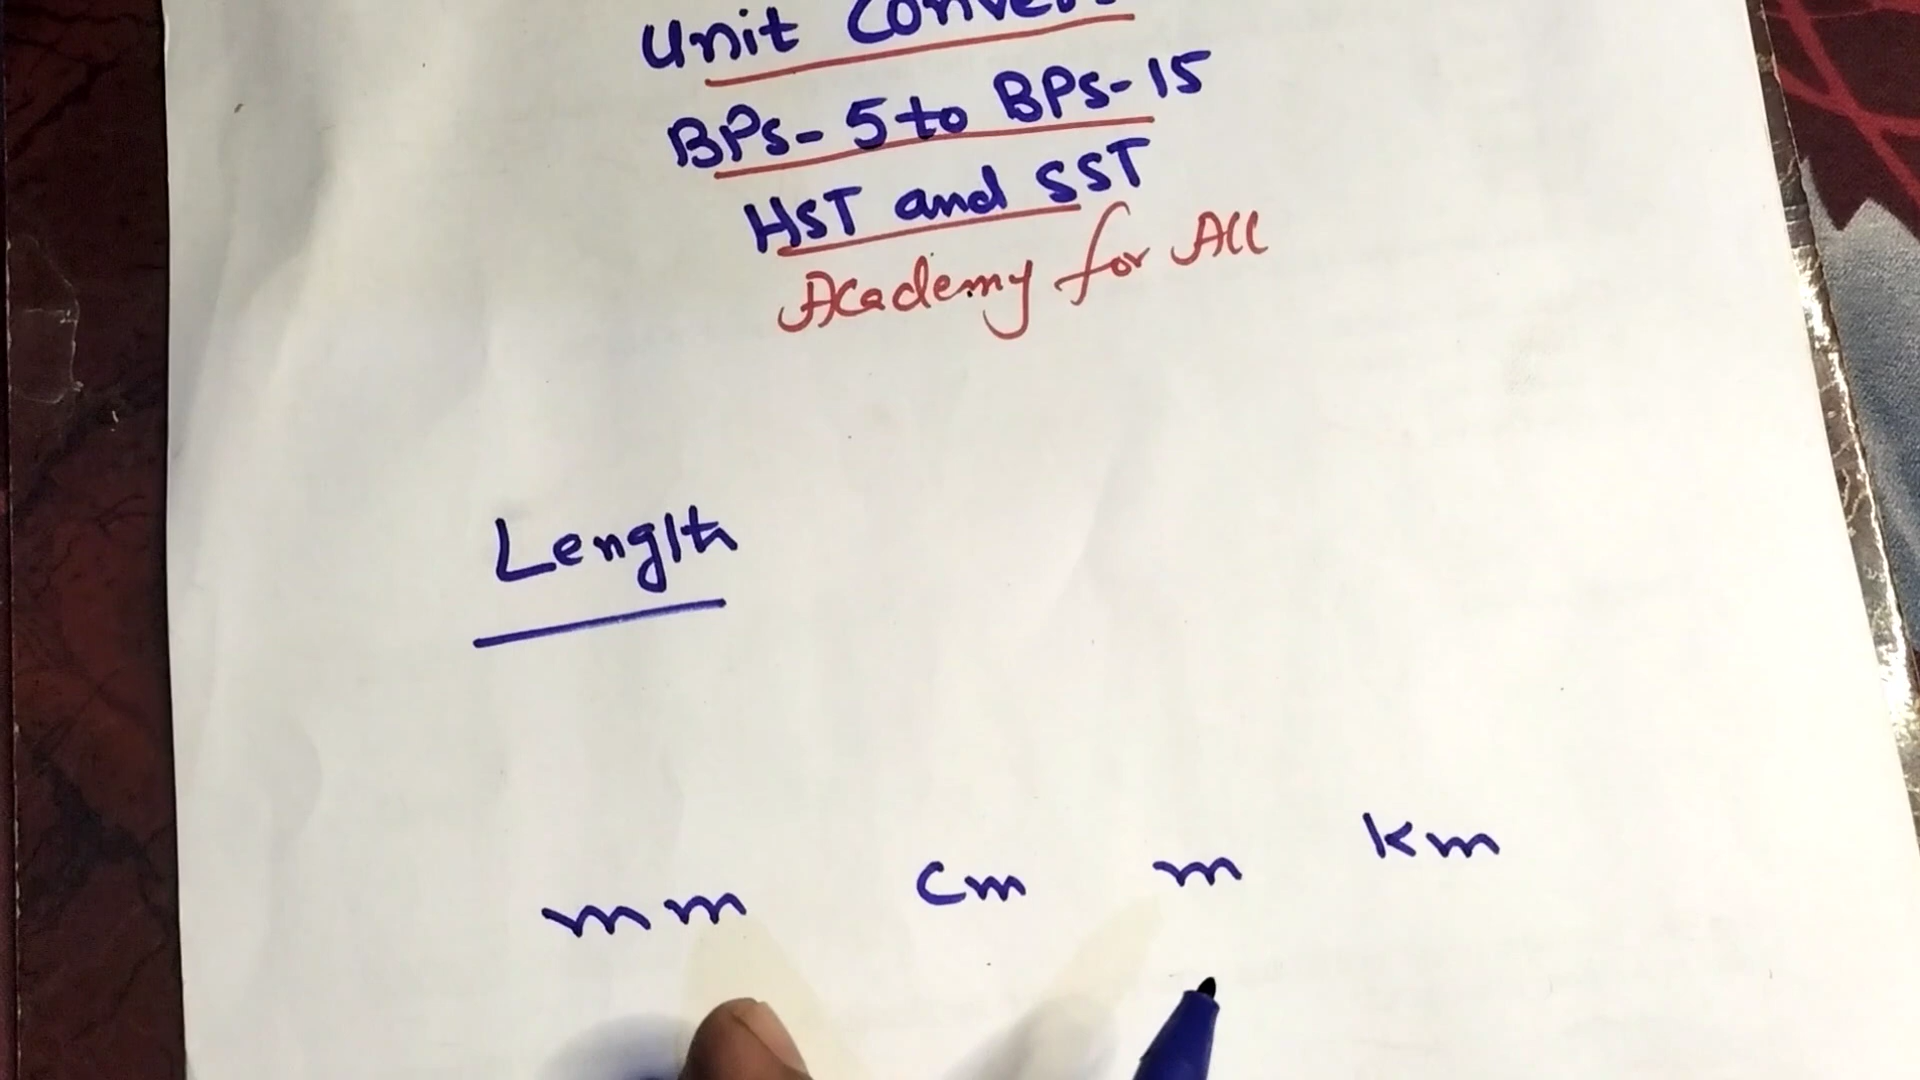 Unit
BPS-5 to BPS-15
HST and SST
Academy for All
Length
mm cm m km